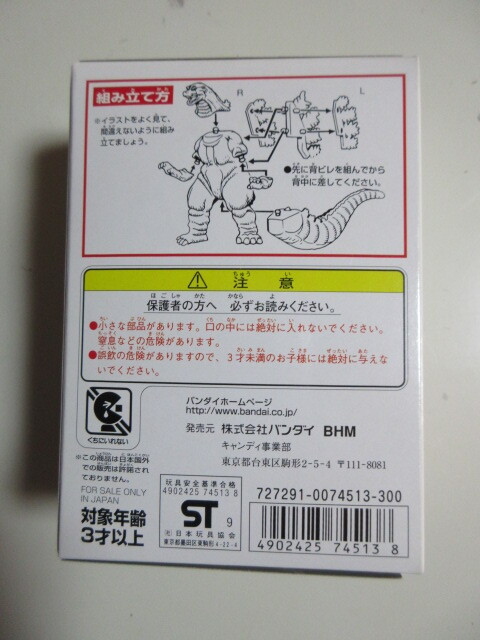 組み立て方
※イラストをよく見て、
間違えないように組み
立てましょう。
R
L
●先に背ビレを組んでから
背中に差してください。
注意
保護者の方へ 必ずお読みください。
●小さな部品があります。口の中には絶対に入れないでください。
窒息などの危険があります。
●誤飲の危険がありますので、3才未満のお子様には絶対に与えな
いでください。
くちにいれない
※この商品は日本国外
での販売は許諾され
ておりません。
FOR SALE ONLY
IN JAPAN
対象年齢
3才以上
バンダイホームページ
http://www.bandai.co.jp/
発売元 株式会社バンダイ BHM
キャンディ事業部
東京都台東区駒形2-5-4 〒111-8081
玩具安全基準合格
4902425 74513 8
ST
9
㈳日本玩具協会
東京都墨田区東駒形4-22-4
727291-0074513-300
4902425 745138